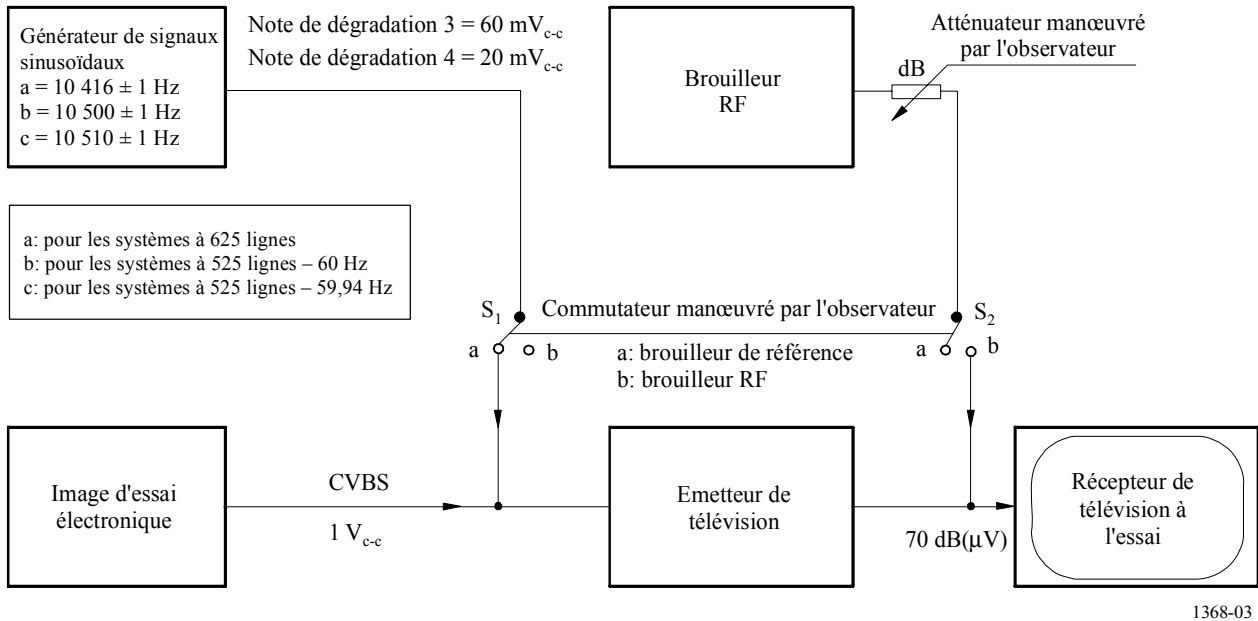 Générateur de signaux
sinusoïdaux
a = 10 416 ± 1 Hz
b = 10 500 ± 1 Hz
c = 10 510 ± 1 Hz
Note de dégradation 3 = 60 mVc-c
Note de dégradation 4 = 20 mVc-c
Brouilleur
RF
dB
Atténuateur manœuvré
par l'observateur
a: pour les systèmes à 625 lignes
b: pour les systèmes à 525 lignes – 60 Hz
c: pour les systèmes à 525 lignes – 59,94 Hz
S1
Commutateur manœuvré par l'observateur
S2
a
b
a: brouilleur de référence
b: brouilleur RF
a
b
Image d'essai
électronique
CVBS
1 Vc-c
Emetteur de
télévision
70 dB(µV)
Récepteur de
télévision à
l'essai
1368-03